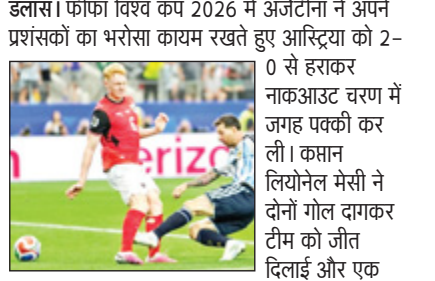 डलास। फीफा विश्व कप 2026 में अर्जेंटीना ने अपने
प्रशंसकों का भरोसा कायम रखते हुए आस्ट्रिया को 2-
0 से हराकर
नाकआउट चरण में
जगह पक्की कर
ली। कप्तान
लियोनेल मेसी ने
दोनों गोल दागकर
टीम को जीत
दिलाई और एक
erizo